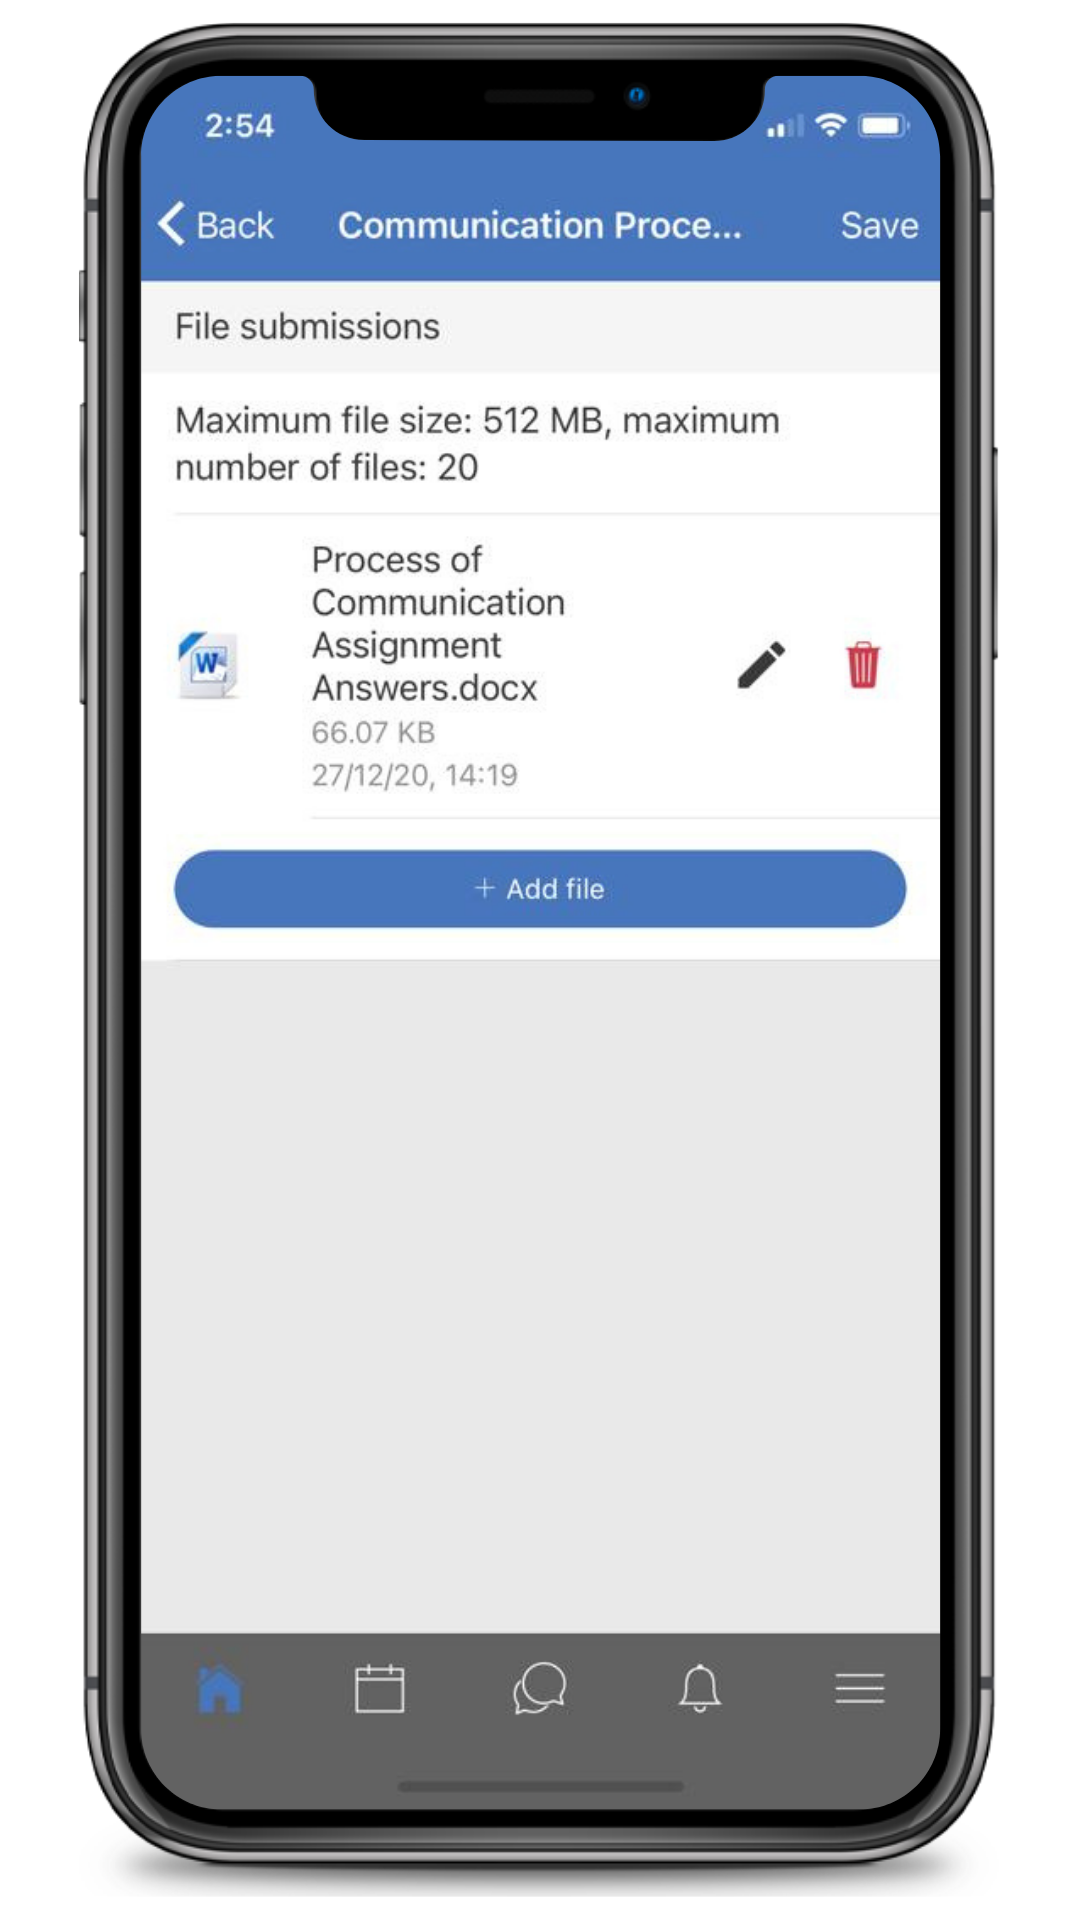 2:54
Back Communication Proce... Save
File submissions
Maximum file size: 512 MB, maximum
number of files: 20
Process of
Communication
Assignment
W Answers.docx
66.07 KB
27/12/20, 14:19
+ Add file